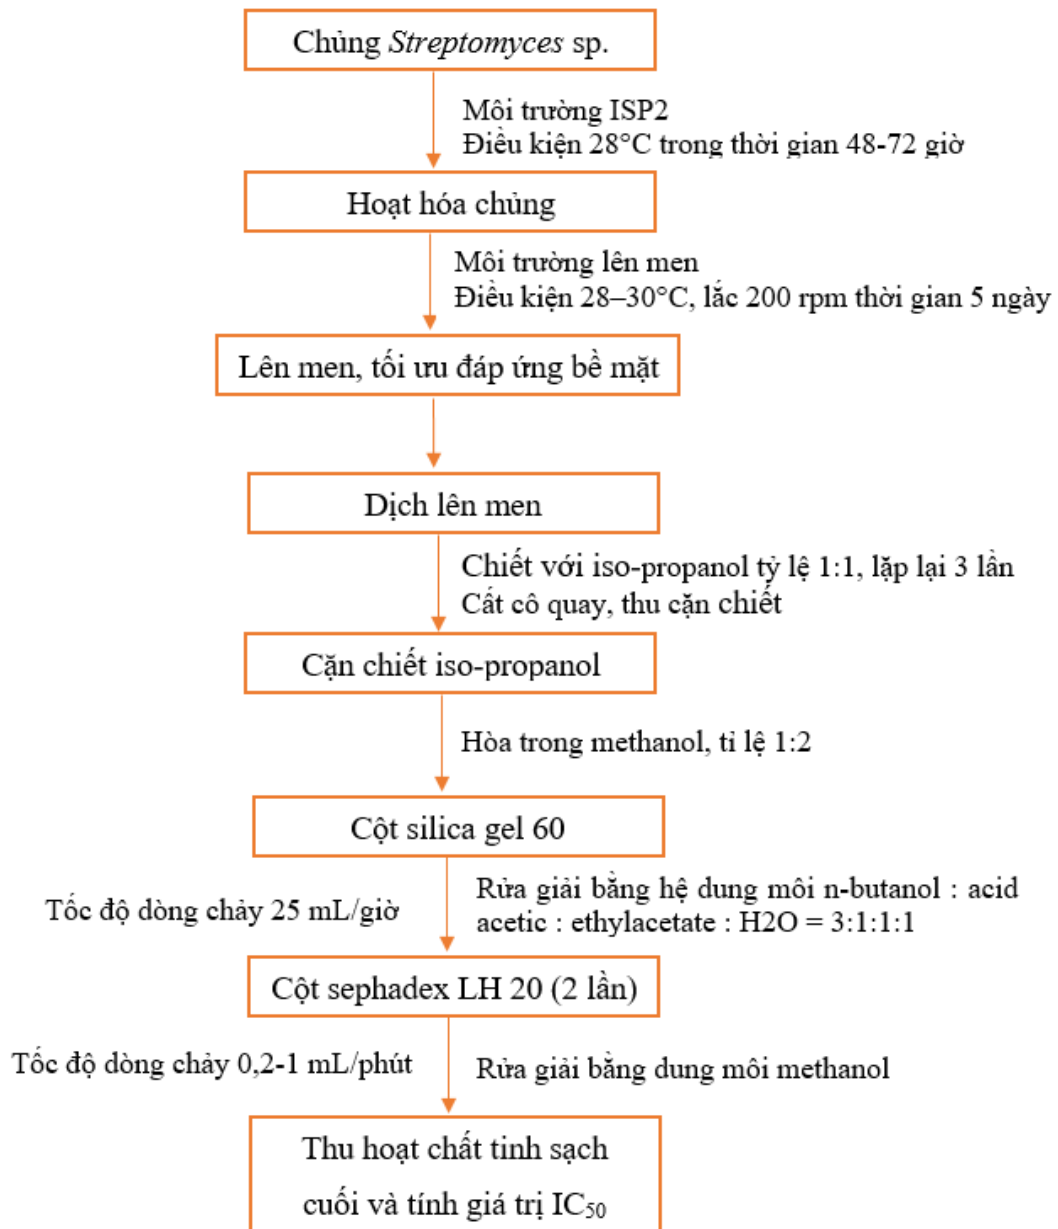 Chủng Streptomyces sp.
Môi trường ISP2
Điều kiện 28°C trong thời gian 48-72 giờ
Hoạt hóa chủng
Môi trường lên men
Điều kiện 28–30°C, lắc 200 rpm thời gian 5 ngày
Lên men, tối ưu đáp ứng bề mặt
Dịch lên men
Chiết với iso-propanol tỷ lệ 1:1, lặp lại 3 lần
Cất cô quay, thu cặn chiết
Cặn chiết iso-propanol
Hòa trong methanol, tỉ lệ 1:2
Cột silica gel 60
Tốc độ dòng chảy 25 mL/giờ
Rửa giải bằng hệ dung môi n-butanol : acid
acetic : ethylacetate : H2O = 3:1:1:1
Cột sephadex LH 20 (2 lần)
Tốc độ dòng chảy 0,2-1 mL/phút
Rửa giải bằng dung môi methanol
Thu hoạt chất tinh sạch
cuối và tính giá trị IC₅₀